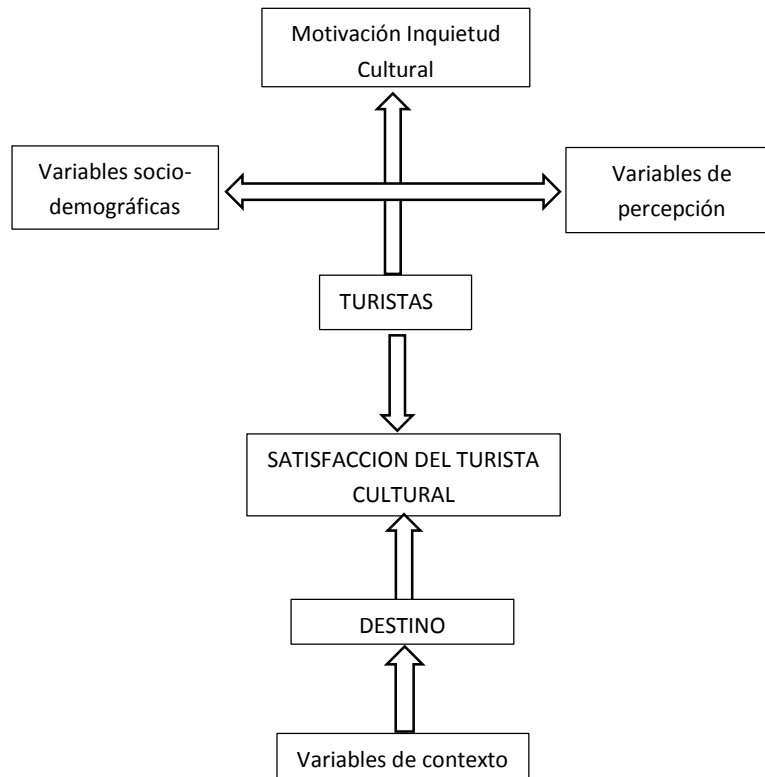 Motivación Inquietud
Cultural
Variables socio-
demográficas
Variables de
percepción
TURISTAS
SATISFACCION DEL TURISTA
CULTURAL
DESTINO
Variables de contexto